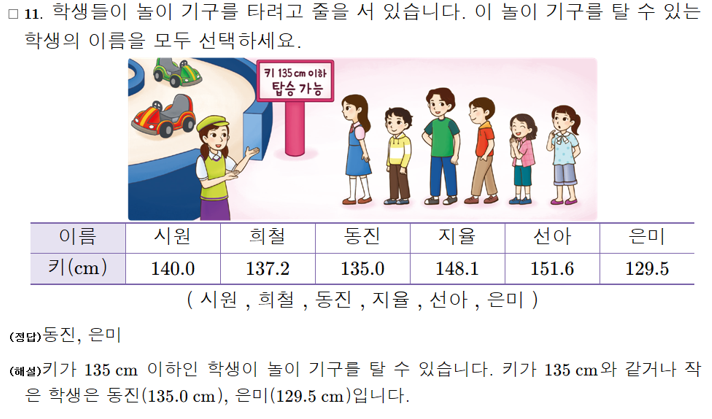 □ 11. 학생들이 놀이 기구를 타려고 줄을 서 있습니다. 이 놀이 기구를 탈 수 있는
학생의 이름을 모두 선택하세요.
키 135 cm 이하
탑승 가능
이름 시원 희철 동진 지율 선아 은미
키(cm) 140.0 137.2 135.0 148.1 151.6 129.5
( 시원 , 희철 , 동진 , 지율 , 선아 , 은미 )
(정답)동진, 은미
(해설)키가 135 cm 이하인 학생이 놀이 기구를 탈 수 있습니다. 키가 135 cm와 같거나 작
은 학생은 동진(135.0 cm), 은미(129.5 cm)입니다.